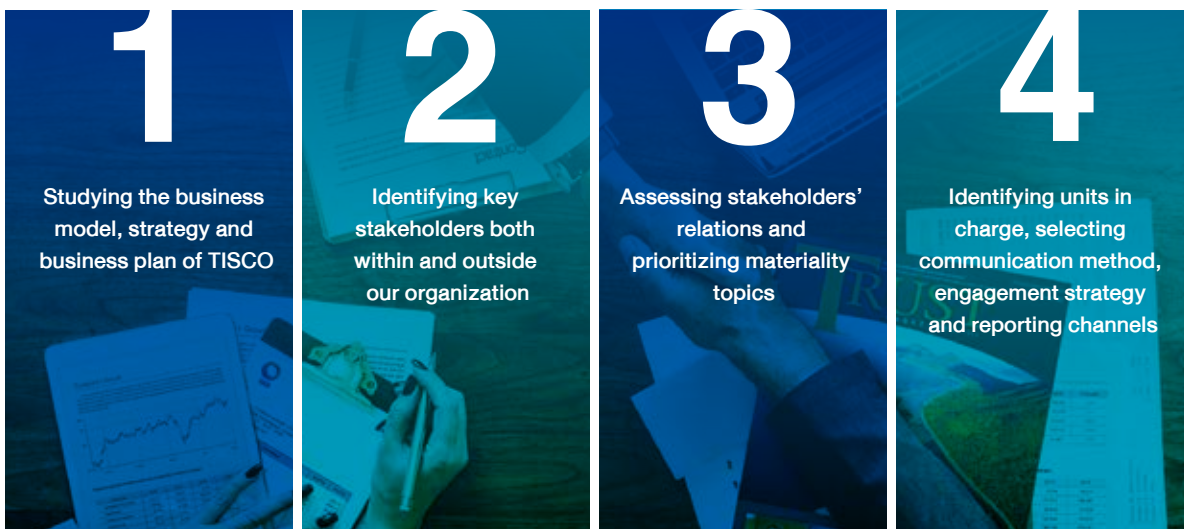 1
Studying the business
model, strategy and
business plan of TISCO
2
Identifying key
stakeholders both
within and outside
our organization
3
Assessing stakeholders’
relations and
prioritizing materiality
topics
4
Identifying units in
charge, selecting
communication method,
engagement strategy
and reporting channels
TRUST